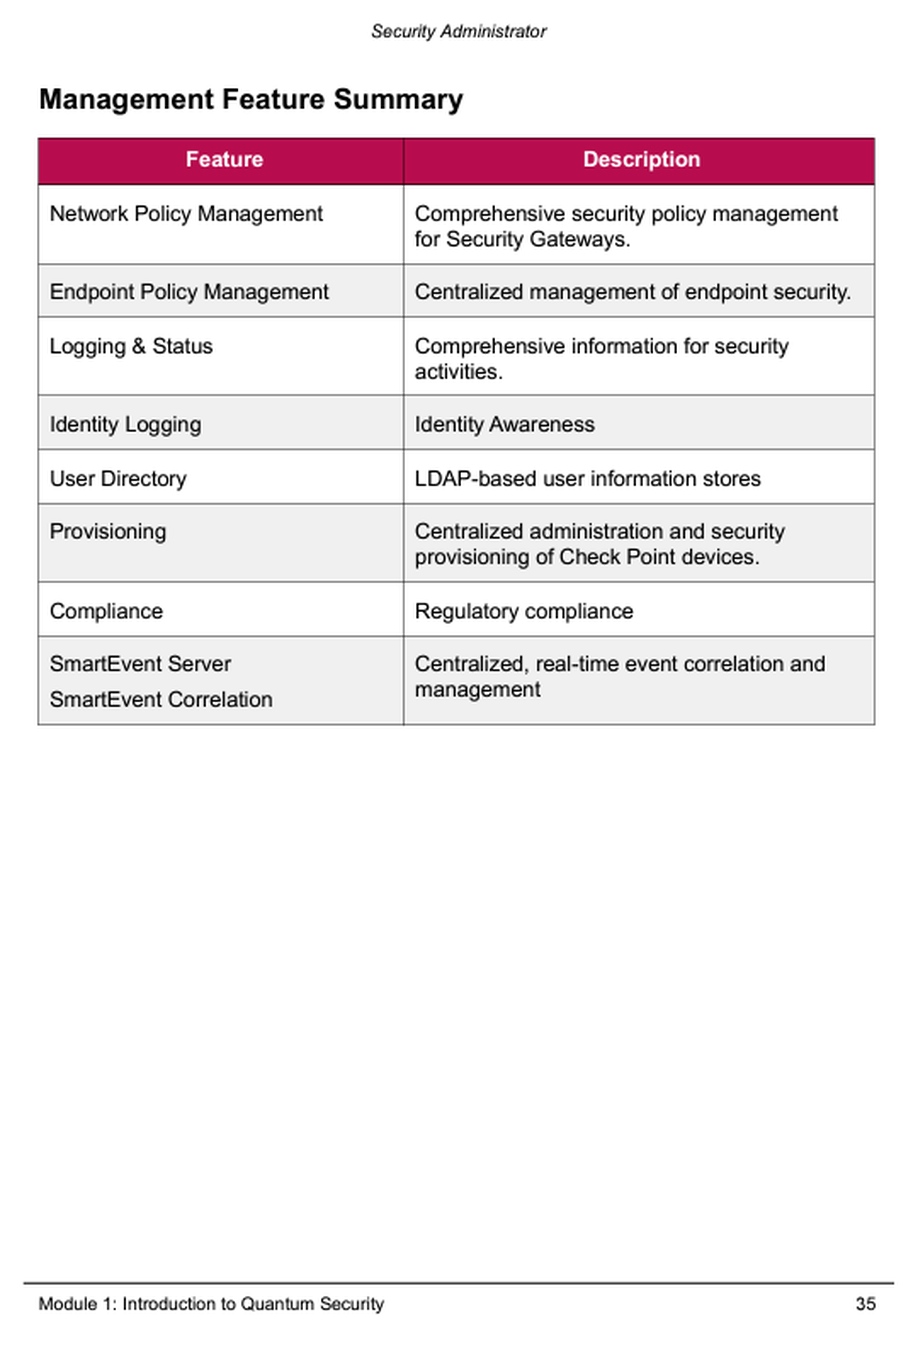 Security Administrator
Management Feature Summary
Feature Description
Network Policy Management Comprehensive security policy management
for Security Gateways.
Endpoint Policy Management Centralized management of endpoint security.
Logging & Status Comprehensive information for security
activities.
Identity Logging Identity Awareness
User Directory LDAP-based user information stores
Provisioning Centralized administration and security
provisioning of Check Point devices.
Compliance Regulatory compliance
SmartEvent Server Centralized, real-time event correlation and
management
SmartEvent Correlation
Module 1: Introduction to Quantum Security 35